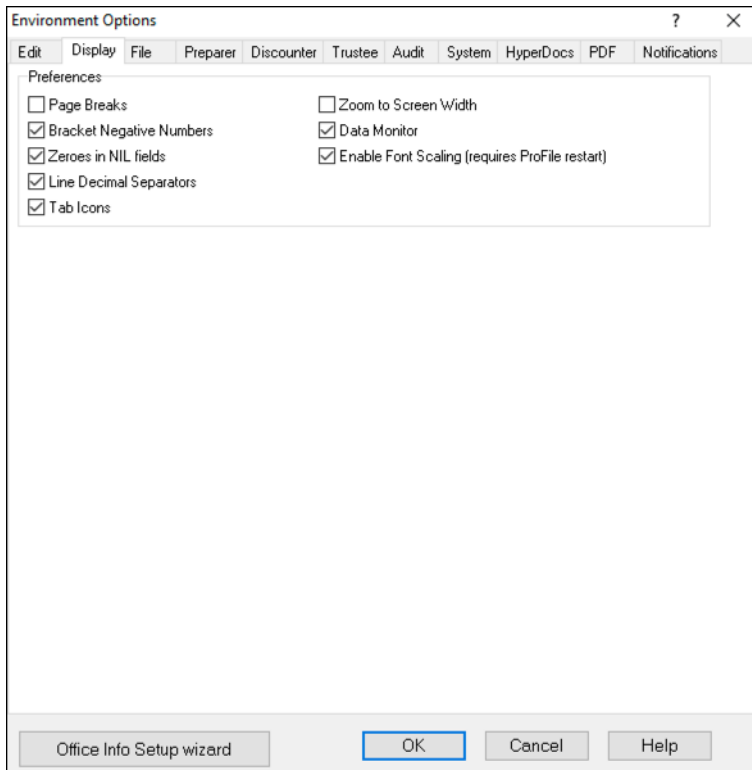 Environment Options ?
Edit Display File Preparer Discounter Trustee Audit System HyperDocs PDF Notifications
Preferences
Page Breaks Zoom to Screen Width
Bracket Negative Numbers Data Monitor
Zeroes in NIL fields Enable Font Scaling (requires ProFile restart)
Line Decimal Separators
Tab Icons
Office Info Setup wizard OK Cancel Help